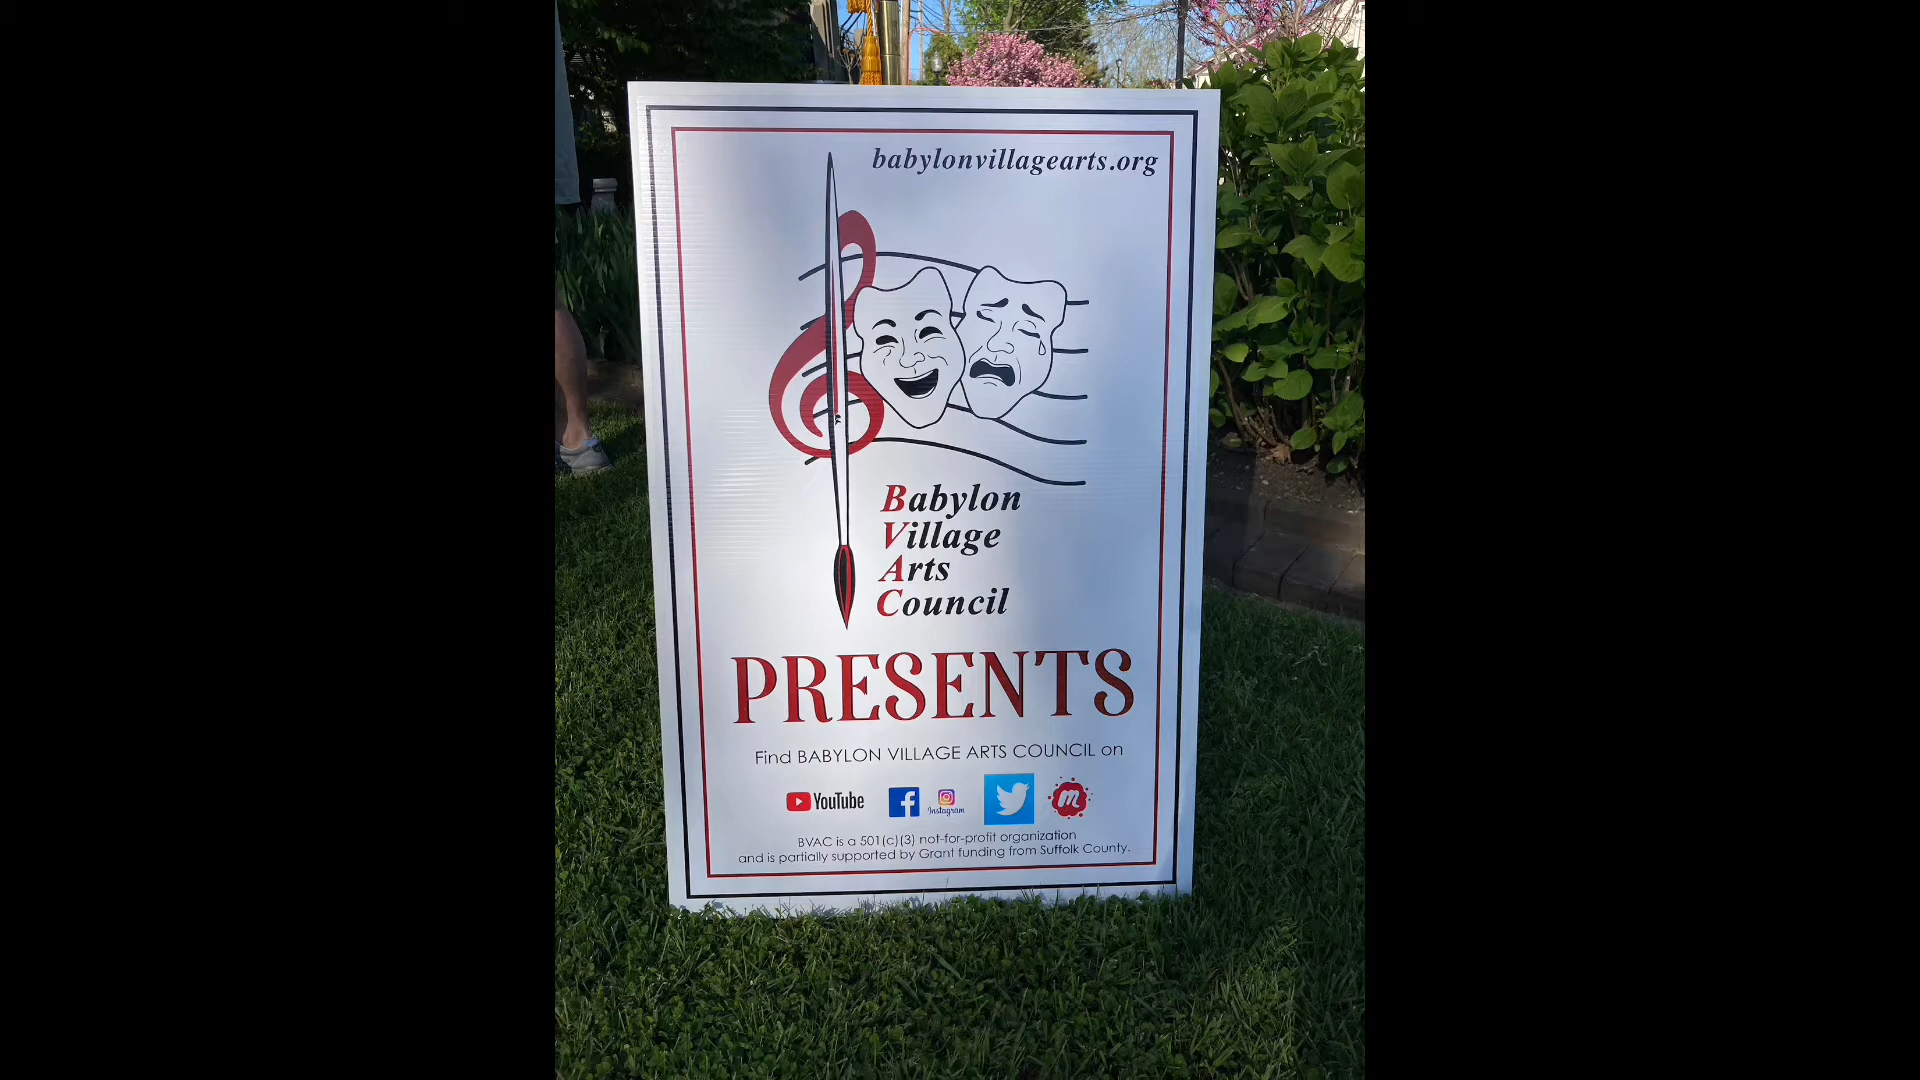 babylonvillagearts.org
Babylon
Village
Arts
Council
PRESENTS
Find BABYLON VILLAGE ARTS COUNCIL on
YouTube
Instagram
m
BVAC is a 501(c)(3) not-for-profit organization
and is partially supported by Grant funding from Suffolk County.